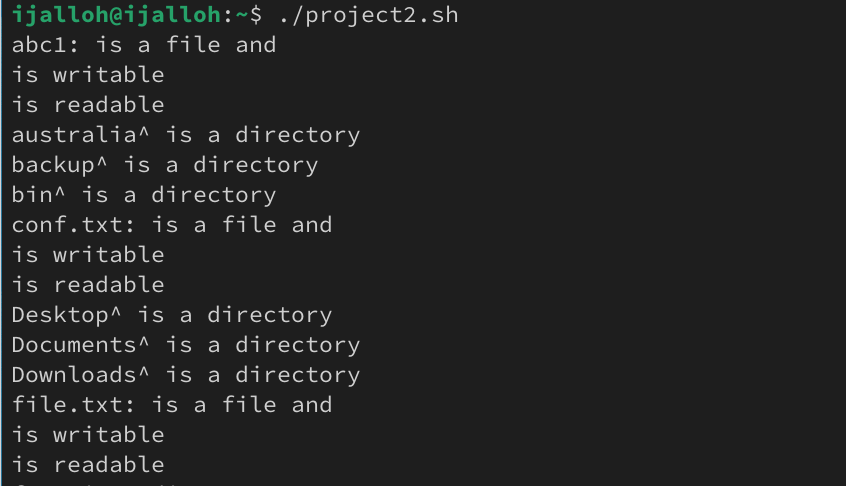 ijalloh@ijalloh:~$ ./project2.sh
abc1: is a file and
is writable
is readable
australia^ is a directory
backup^ is a directory
bin^ is a directory
conf.txt: is a file and
is writable
is readable
Desktop^ is a directory
Documents^ is a directory
Downloads^ is a directory
file.txt: is a file and
is writable
is readable